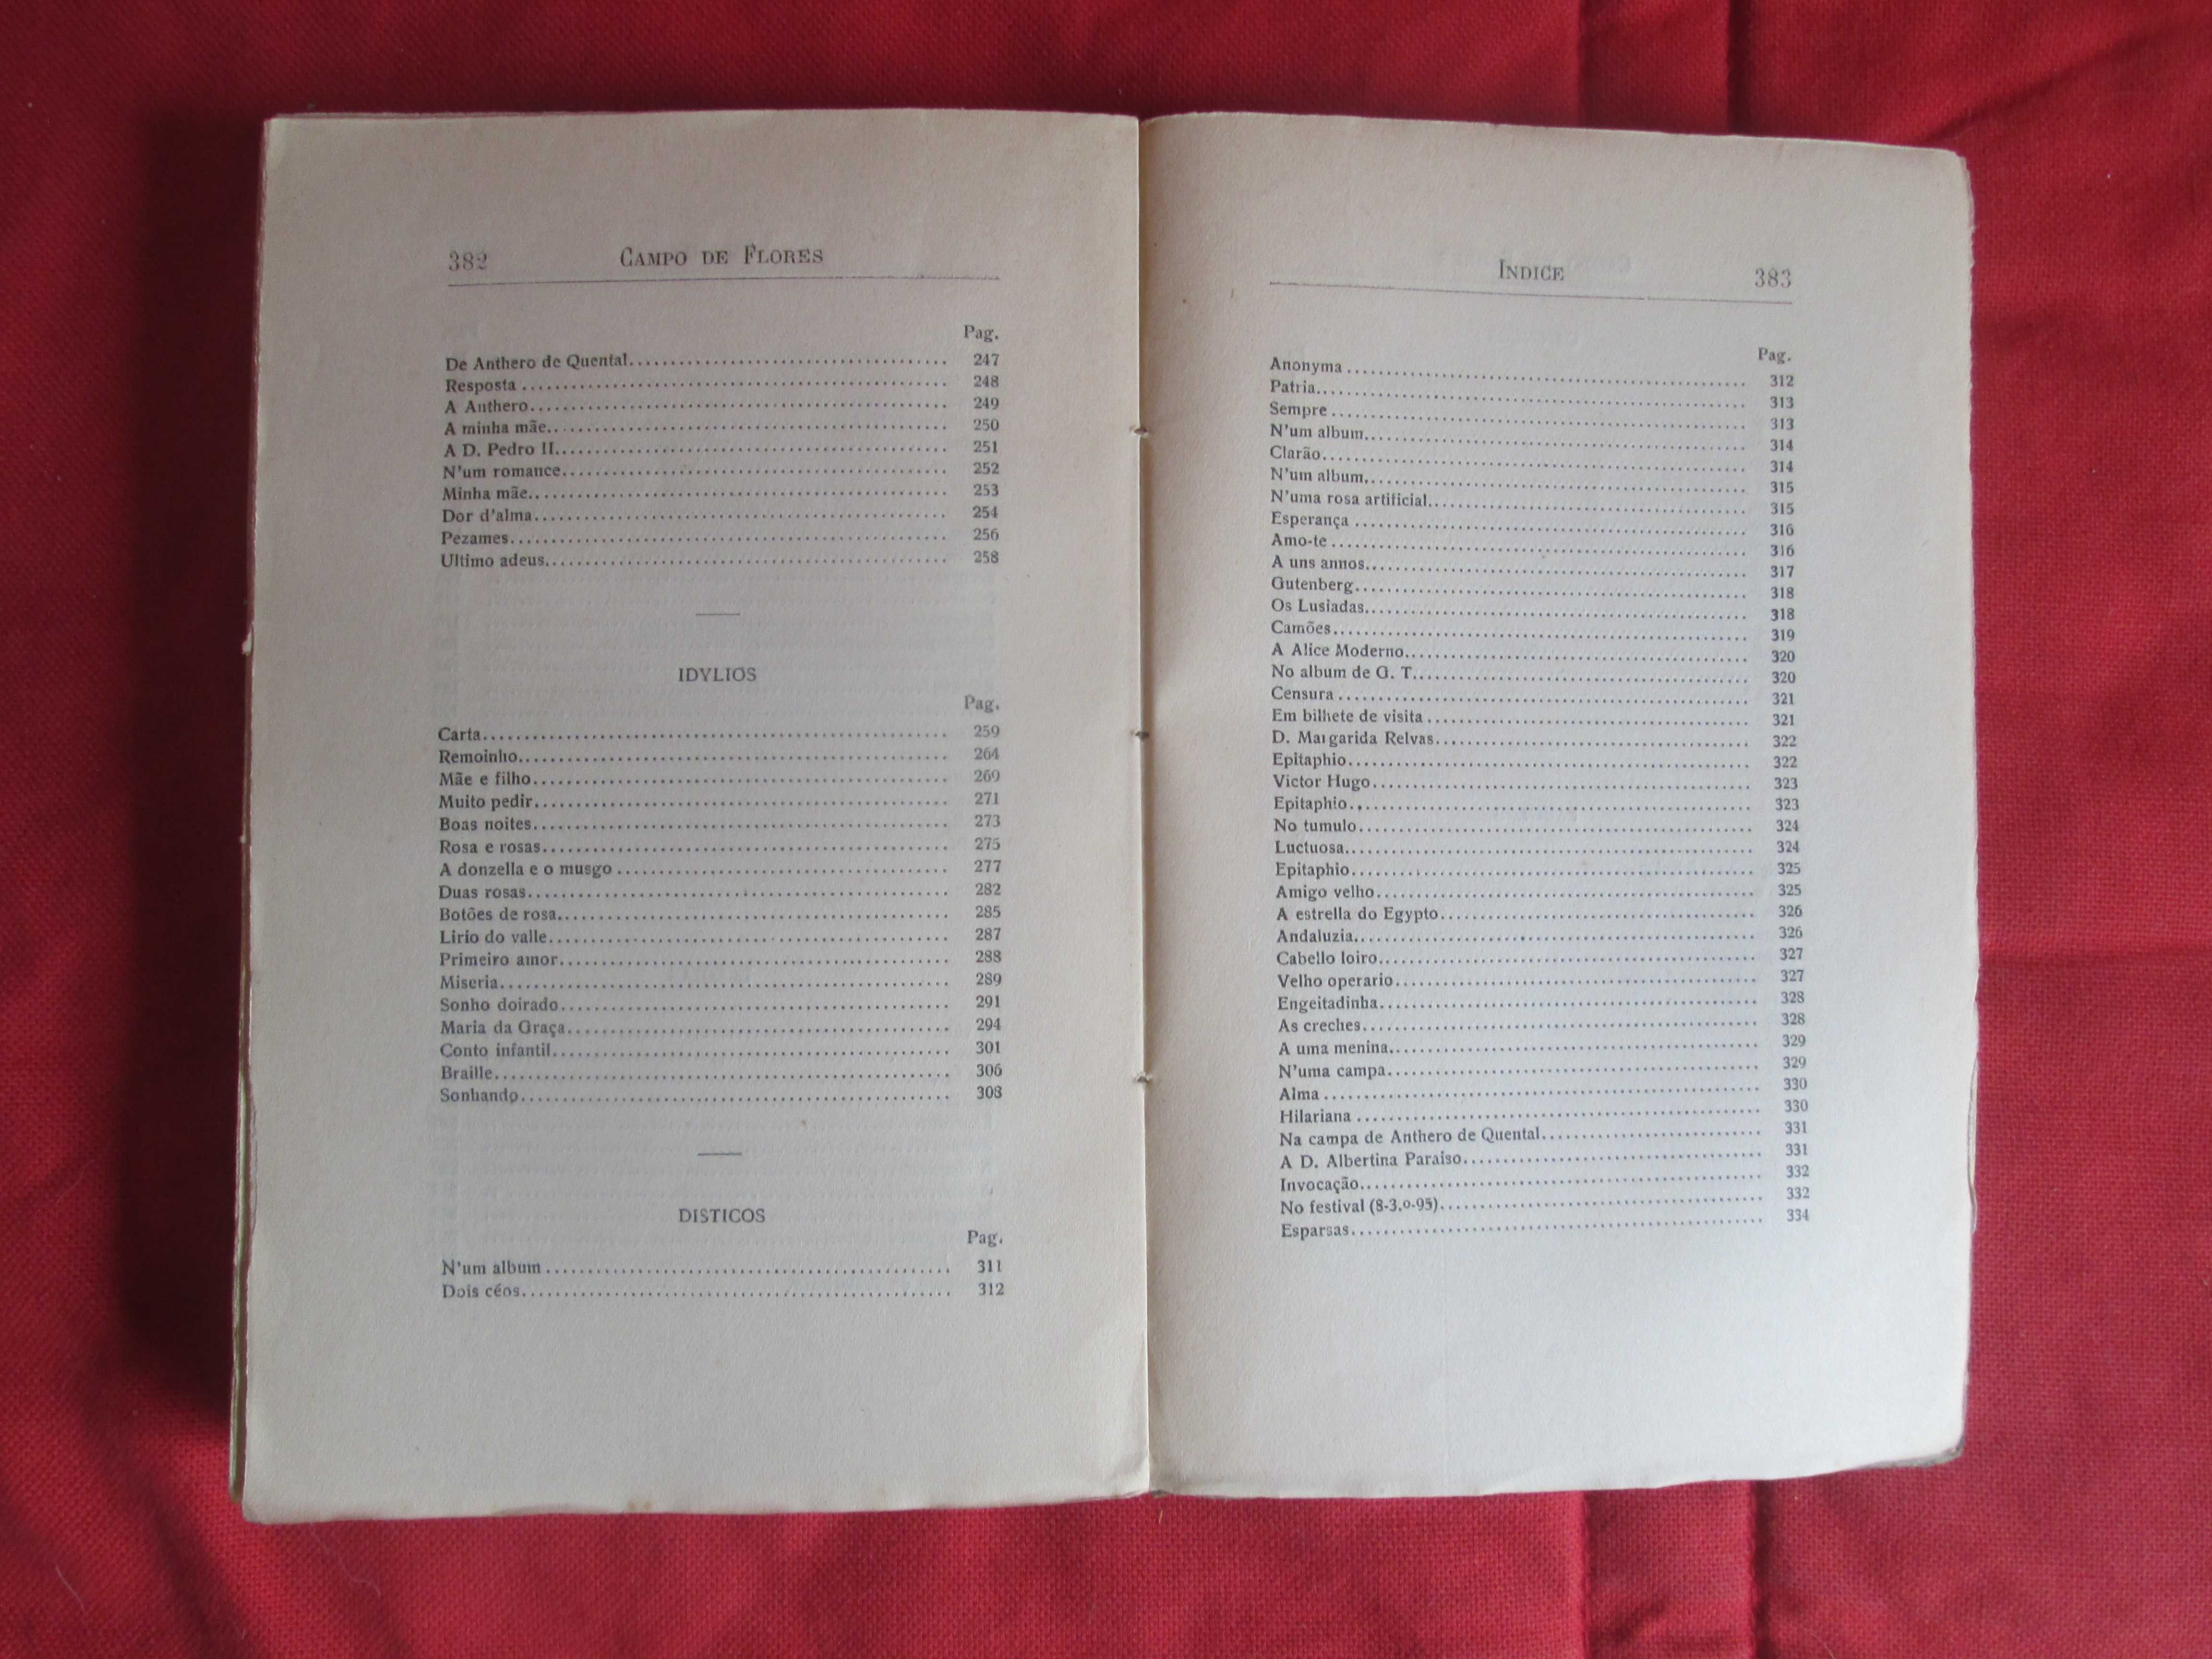 382 CAMPO DE FLORES
Pag.
De Anthero de Quental 247
Resposta 248
A Anthero 249
A minha mãe 250
A D. Pedro II 251
N'um romance 252
Minha mãe 253
Dor d'alma 254
Pezames 256
Ultimo adeus 258
IDYLIOS
Pag.
Carta 259
Remoinho 264
Mãe e filho 269
Muito pedir 271
Boas noites 273
Rosa e rosas 275
A donzella e o musgo 277
Duas rosas 282
Botões de rosa 285
Lirio do valle 287
Primeiro amor 288
Miseria 289
Sonho doirado 291
Maria da Graça 294
Conto infantil 301
Braille 306
Sonhando 308
DISTICOS
Pag.
N'um album 311
Dois céos 312
INDICE 383
Pag.
Anonyma 312
Patria 313
Sempre 313
N'um album 314
Clarão 314
N'um album 315
N'uma rosa artificial 315
Esperança 316
Amo-te 316
A uns annos 317
Gutenberg 318
Os Lusiadas 318
Camões 319
A Alice Moderno 320
No album de G. T. 320
Censura 321
Em bilhete de visita 321
D. Margarida Relvas 322
Epitaphio 322
Victor Hugo 323
Epitaphio 323
No tumulo 324
Luctuosa 324
Epitaphio 325
Amigo velho 325
A estrella do Egypto 326
Andaluzia 326
Cabello loiro 327
Velho operario 327
Engeitadinha 328
As creches 328
A uma menina 329
N'uma campa 329
Alma 330
Hilariana 330
Na campa de Anthero de Quental 331
A D. Albertina Paraiso 331
Invocação 332
No festival (8-3.º-95) 332
Esparsas 334